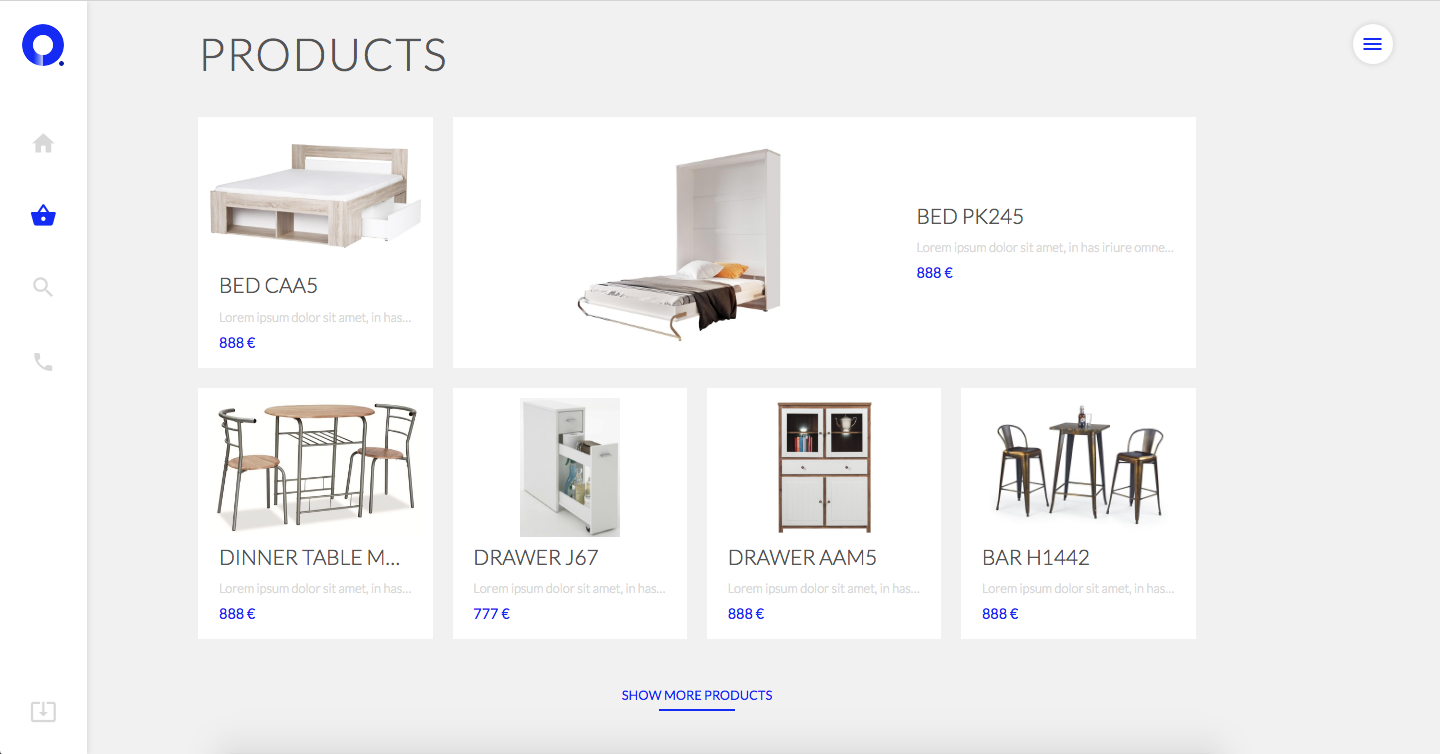 PRODUCTS
BED CAA5
Lorem ipsum dolor sit amet, in has...
888 €
BED PK245
Lorem ipsum dolor sit amet, in has iriure omne...
888 €
DINNER TABLE M...
Lorem ipsum dolor sit amet, in has...
888 €
DRAWER J67
Lorem ipsum dolor sit amet, in has...
777 €
DRAWER AAM5
Lorem ipsum dolor sit amet, in has...
888 €
BAR H1442
Lorem ipsum dolor sit amet, in has...
888 €
SHOW MORE PRODUCTS